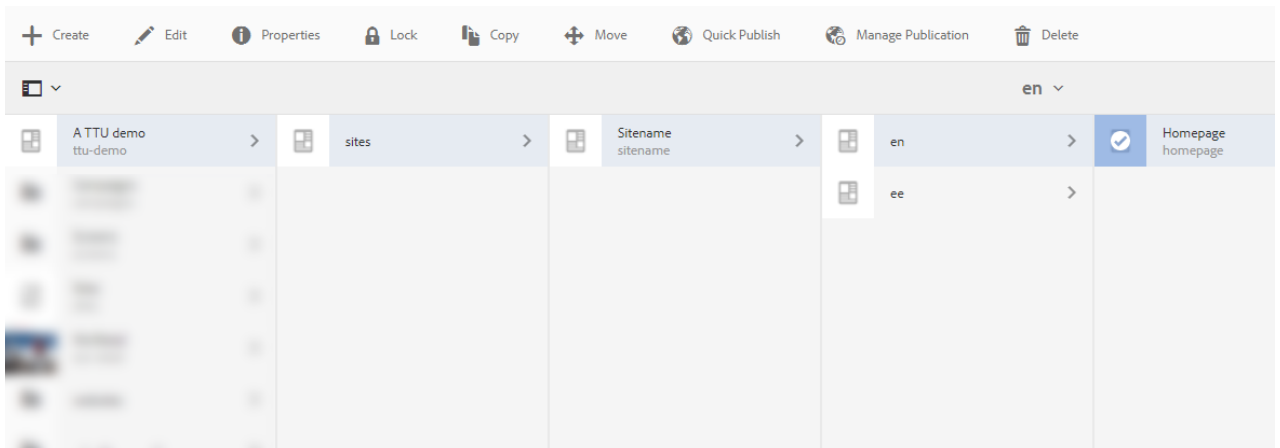 Create
Edit
Properties
Lock
Copy
Move
Quick Publish
Manage Publication
Delete
en
A TTU demo
ttu-demo
sites
Sitename
sitename
en
Homepage
homepage
ee